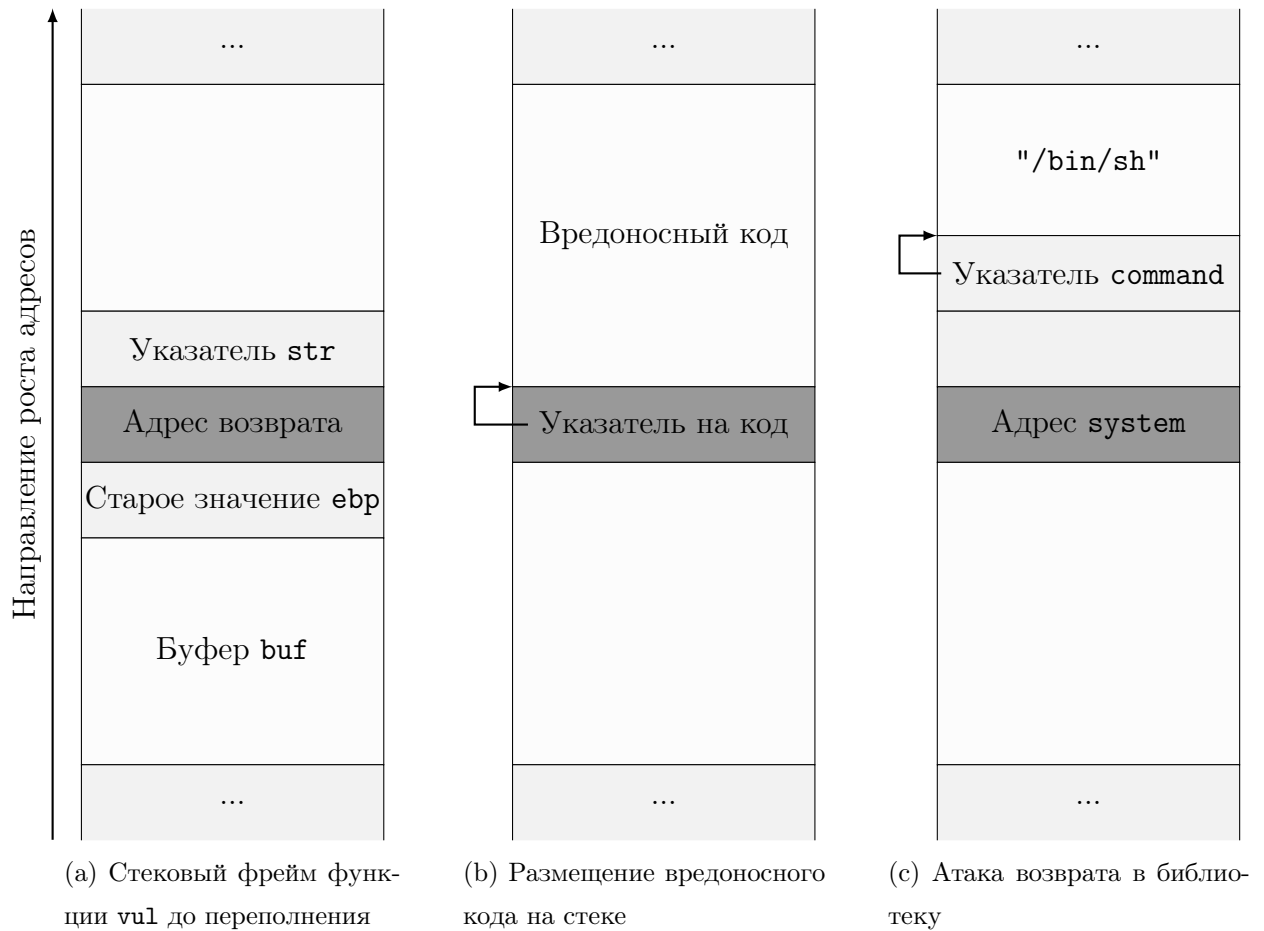 Направление роста адресов
...
Указатель str
Адрес возврата
Старое значение ebp
Буфер buf
...
(a) Стековый фрейм функ-
ции vul до переполнения
...
Вредоносный код
Указатель на код
...
(b) Размещение вредоносного
кода на стеке
...
"/bin/sh"
Указатель command
Адрес system
...
(c) Атака возврата в библио-
теку